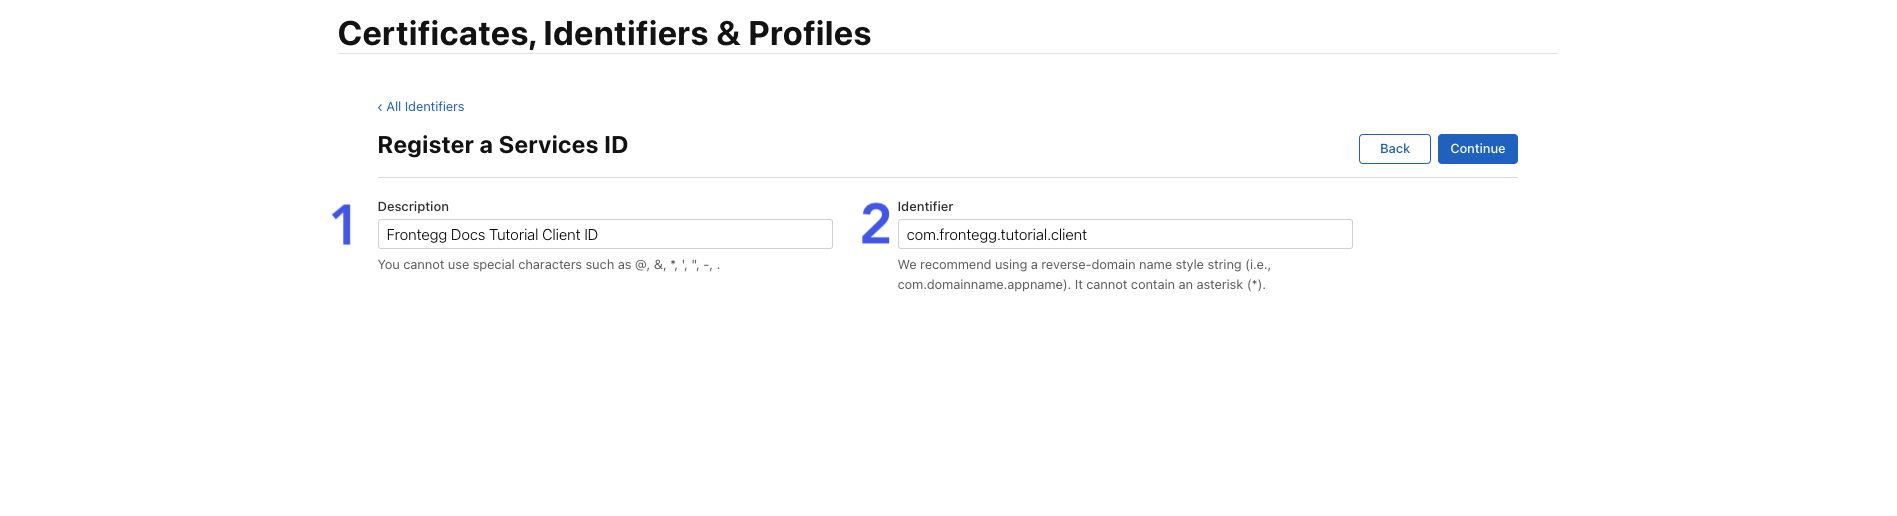 Certificates, Identifiers & Profiles
‹ All Identifiers
Register a Services ID
Back
Continue
1
Description
Frontegg Docs Tutorial Client ID
You cannot use special characters such as @, &, *, ', ", -, .
2
Identifier
com.frontegg.tutorial.client
We recommend using a reverse-domain name style string (i.e.,
com.domainname.appname). It cannot contain an asterisk (*).